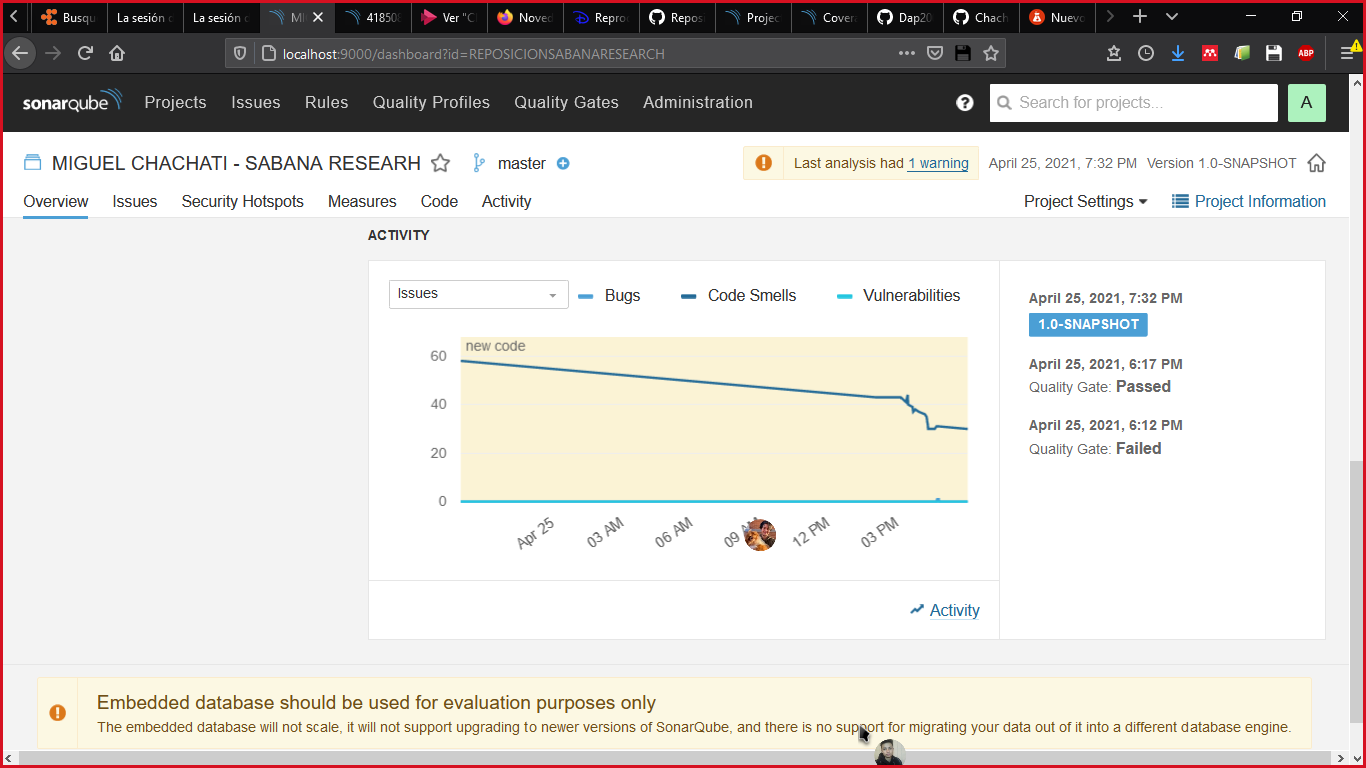 Busqu
La sesión c
La sesión c
MI
41850
Ver "C
Noved
Reproc
Repos
Projec
Covera
Dap20
Chach
Nuevo
localhost:9000/dashboard?id=REPOSICIONSABANARESEARCH
ABP
sonarqube Projects Issues Rules Quality Profiles Quality Gates Administration ? Search for projects... A
MIGUEL CHACHATI - SABANA RESEARH master Last analysis had 1 warning April 25, 2021, 7:32 PM Version 1.0-SNAPSHOT
Overview Issues Security Hotspots Measures Code Activity Project Settings Project Information
ACTIVITY
Issues Bugs Code Smells Vulnerabilities
new code
60
40
20
0
Apr 25 03 AM 06 AM 09 AM 12 PM 03 PM
Activity
April 25, 2021, 7:32 PM
1.0-SNAPSHOT
April 25, 2021, 6:17 PM
Quality Gate: Passed
April 25, 2021, 6:12 PM
Quality Gate: Failed
Embedded database should be used for evaluation purposes only
The embedded database will not scale, it will not support upgrading to newer versions of SonarQube, and there is no support for migrating your data out of it into a different database engine.